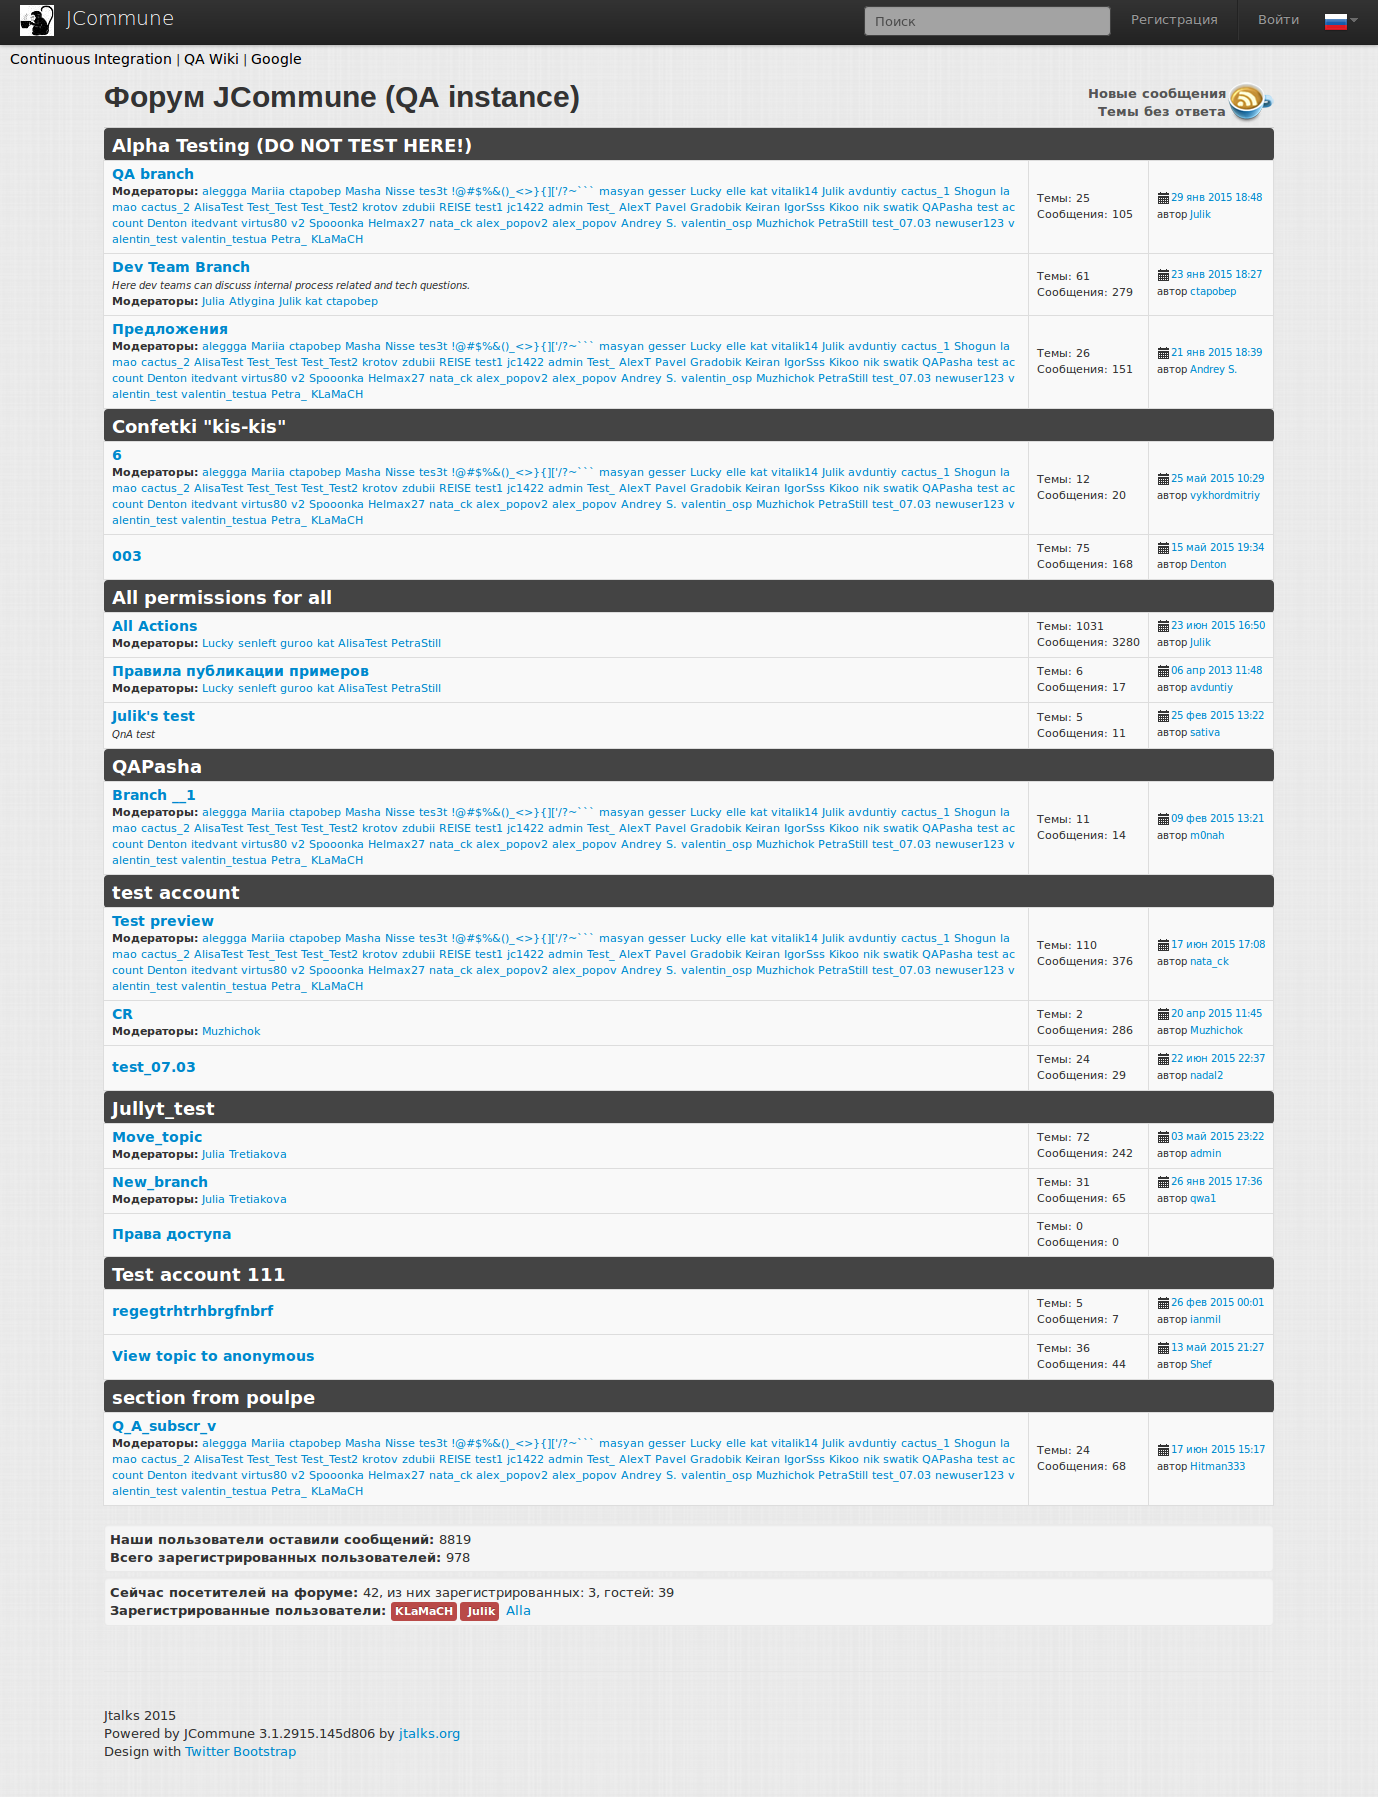 JCommune
Поиск
Регистрация
Войти
Continuous Integration | QA Wiki | Google
Форум JCommune (QA instance)
Новые сообщения
Темы без ответа
Alpha Testing (DO NOT TEST HERE!)
QA branch
Модераторы: aleggga Mariia ctapobep Masha Nisse tes3t !@#$%&()_<>}{]['/?~``` masyan gesser Lucky elle kat vitalik14 Julik avduntiy cactus_1 Shogun la
mao cactus_2 AlisaTest Test_Test Test_Test2 krotov zdubii REISE test1 jc1422 admin Test_ AlexT Pavel Gradobik Keiran IgorSss Kikoo nik swatik QAPasha test ac
count Denton itedvant virtus80 v2 Spooonka Helmax27 nata_ck alex_popov2 alex_popov Andrey S. valentin_osp Muzhichok PetraStill test_07.03 newuser123 v
alentin_test valentin_testua Petra_ KLaMaCH
Темы: 25
Сообщения: 105
29 янв 2015 18:48
автор Julik
Dev Team Branch
Here dev teams can discuss internal process related and tech questions.
Модераторы: Julia Atlygina Julik kat ctapobep
Темы: 61
Сообщения: 279
23 янв 2015 18:27
автор ctapobep
Предложения
Модераторы: aleggga Mariia ctapobep Masha Nisse tes3t !@#$%&()_<>}{]['/?~``` masyan gesser Lucky elle kat vitalik14 Julik avduntiy cactus_1 Shogun la
mao cactus_2 AlisaTest Test_Test Test_Test2 krotov zdubii REISE test1 jc1422 admin Test_ AlexT Pavel Gradobik Keiran IgorSss Kikoo nik swatik QAPasha test ac
count Denton itedvant virtus80 v2 Spooonka Helmax27 nata_ck alex_popov2 alex_popov Andrey S. valentin_osp Muzhichok PetraStill test_07.03 newuser123 v
alentin_test valentin_testua Petra_ KLaMaCH
Темы: 26
Сообщения: 151
21 янв 2015 18:39
автор Andrey S.
Confetki "kis-kis"
6
Модераторы: aleggga Mariia ctapobep Masha Nisse tes3t !@#$%&()_<>}{]['/?~``` masyan gesser Lucky elle kat vitalik14 Julik avduntiy cactus_1 Shogun la
mao cactus_2 AlisaTest Test_Test Test_Test2 krotov zdubii REISE test1 jc1422 admin Test_ AlexT Pavel Gradobik Keiran IgorSss Kikoo nik swatik QAPasha test ac
count Denton itedvant virtus80 v2 Spooonka Helmax27 nata_ck alex_popov2 alex_popov Andrey S. valentin_osp Muzhichok PetraStill test_07.03 newuser123 v
alentin_test valentin_testua Petra_ KLaMaCH
Темы: 12
Сообщения: 20
25 май 2015 10:29
автор vykhordmitriy
003
Темы: 75
Сообщения: 168
15 май 2015 19:34
автор Denton
All permissions for all
All Actions
Модераторы: Lucky senleft guroo kat AlisaTest PetraStill
Темы: 1031
Сообщения: 3280
23 июн 2015 16:50
автор Julik
Правила публикации примеров
Модераторы: Lucky senleft guroo kat AlisaTest PetraStill
Темы: 6
Сообщения: 17
06 апр 2013 11:48
автор avduntiy
Julik's test
QnA test
Темы: 5
Сообщения: 11
25 фев 2015 13:22
автор sativa
QAPasha
Branch __1
Модераторы: aleggga Mariia ctapobep Masha Nisse tes3t !@#$%&()_<>}{]['/?~``` masyan gesser Lucky elle kat vitalik14 Julik avduntiy cactus_1 Shogun la
mao cactus_2 AlisaTest Test_Test Test_Test2 krotov zdubii REISE test1 jc1422 admin Test_ AlexT Pavel Gradobik Keiran IgorSss Kikoo nik swatik QAPasha test ac
count Denton itedvant virtus80 v2 Spooonka Helmax27 nata_ck alex_popov2 alex_popov Andrey S. valentin_osp Muzhichok PetraStill test_07.03 newuser123 v
alentin_test valentin_testua Petra_ KLaMaCH
Темы: 11
Сообщения: 14
09 фев 2015 13:21
автор m0nah
test account
Test preview
Модераторы: aleggga Mariia ctapobep Masha Nisse tes3t !@#$%&()_<>}{]['/?~``` masyan gesser Lucky elle kat vitalik14 Julik avduntiy cactus_1 Shogun la
mao cactus_2 AlisaTest Test_Test Test_Test2 krotov zdubii REISE test1 jc1422 admin Test_ AlexT Pavel Gradobik Keiran IgorSss Kikoo nik swatik QAPasha test ac
count Denton itedvant virtus80 v2 Spooonka Helmax27 nata_ck alex_popov2 alex_popov Andrey S. valentin_osp Muzhichok PetraStill test_07.03 newuser123 v
alentin_test valentin_testua Petra_ KLaMaCH
Темы: 110
Сообщения: 376
17 июн 2015 17:08
автор nata_ck
CR
Модераторы: Muzhichok
Темы: 2
Сообщения: 286
20 апр 2015 11:45
автор Muzhichok
test_07.03
Темы: 24
Сообщения: 29
22 июн 2015 22:37
автор nadal2
Jullyt_test
Move_topic
Модераторы: Julia Tretiakova
Темы: 72
Сообщения: 242
03 май 2015 23:22
автор admin
New_branch
Модераторы: Julia Tretiakova
Темы: 31
Сообщения: 65
26 янв 2015 17:36
автор qwa1
Права доступа
Темы: 0
Сообщения: 0
Test account 111
regegtrhtrhbrgfnbrf
Темы: 5
Сообщения: 7
26 фев 2015 00:01
автор ianmil
View topic to anonymous
Темы: 36
Сообщения: 44
13 май 2015 21:27
автор Shef
section from poulpe
Q_A_subscr_v
Модераторы: aleggga Mariia ctapobep Masha Nisse tes3t !@#$%&()_<>}{]['/?~``` masyan gesser Lucky elle kat vitalik14 Julik avduntiy cactus_1 Shogun la
mao cactus_2 AlisaTest Test_Test Test_Test2 krotov zdubii REISE test1 jc1422 admin Test_ AlexT Pavel Gradobik Keiran IgorSss Kikoo nik swatik QAPasha test ac
count Denton itedvant virtus80 v2 Spooonka Helmax27 nata_ck alex_popov2 alex_popov Andrey S. valentin_osp Muzhichok PetraStill test_07.03 newuser123 v
alentin_test valentin_testua Petra_ KLaMaCH
Темы: 24
Сообщения: 68
17 июн 2015 15:17
автор Hitman333
Наши пользователи оставили сообщений: 8819
Всего зарегистрированных пользователей: 978
Сейчас посетителей на форуме: 42, из них зарегистрированных: 3, гостей: 39
Зарегистрированные пользователи: KLaMaCH Julik Alla
Jtalks 2015
Powered by JCommune 3.1.2915.145d806 by jtalks.org
Design with Twitter Bootstrap